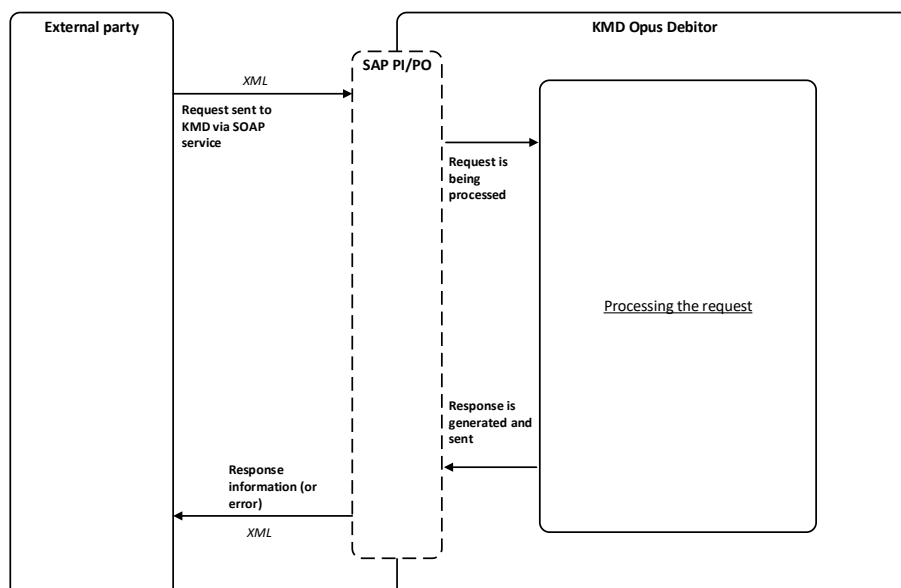 External party
KMD Opus Debitor
SAP PI/PO
XML
Request sent to
KMD via SOAP
service
Request is
being
processed
Processing the request
Response is
generated and
sent
Response
information (or
error)
XML